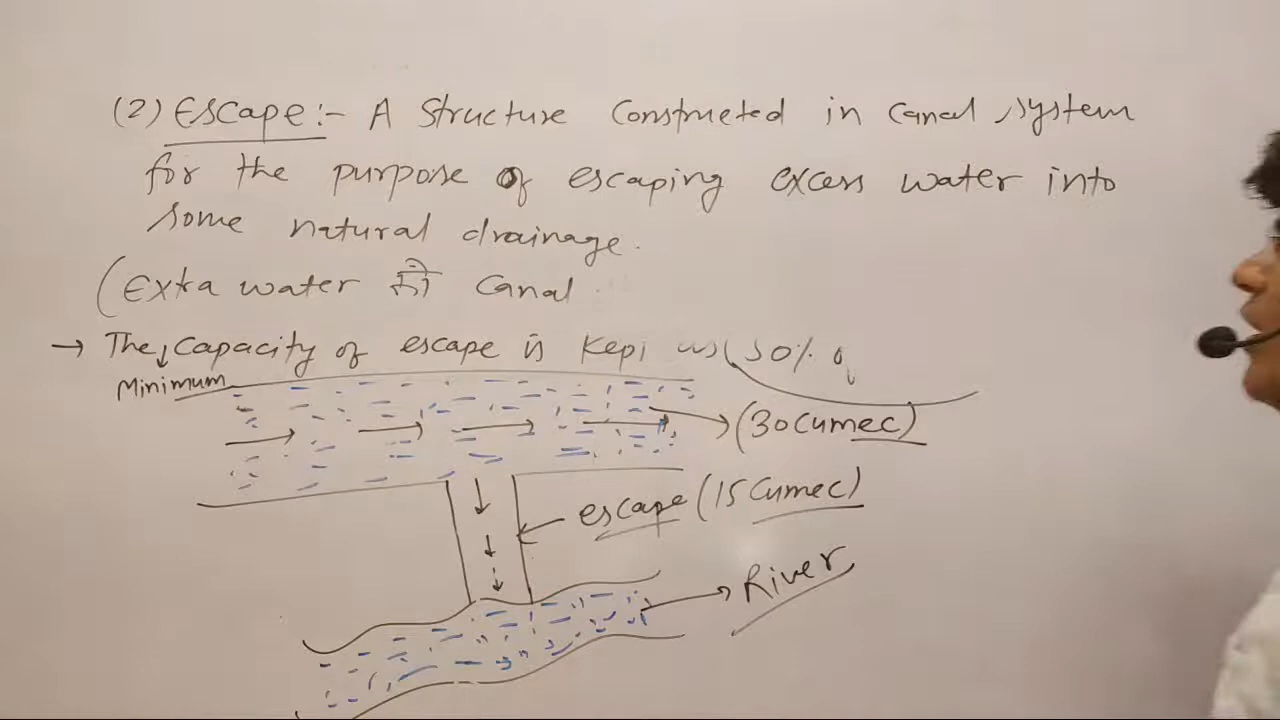 (2) Escape:- A Structure Constructed in Canal system
for the purpose of escaping excess water into
some natural drainage.
(Extra water को Canal
→ The, Capacity of escape is Kept as (50% of
Minimum
(30 Cumec)
escape (15 Cumec)
River